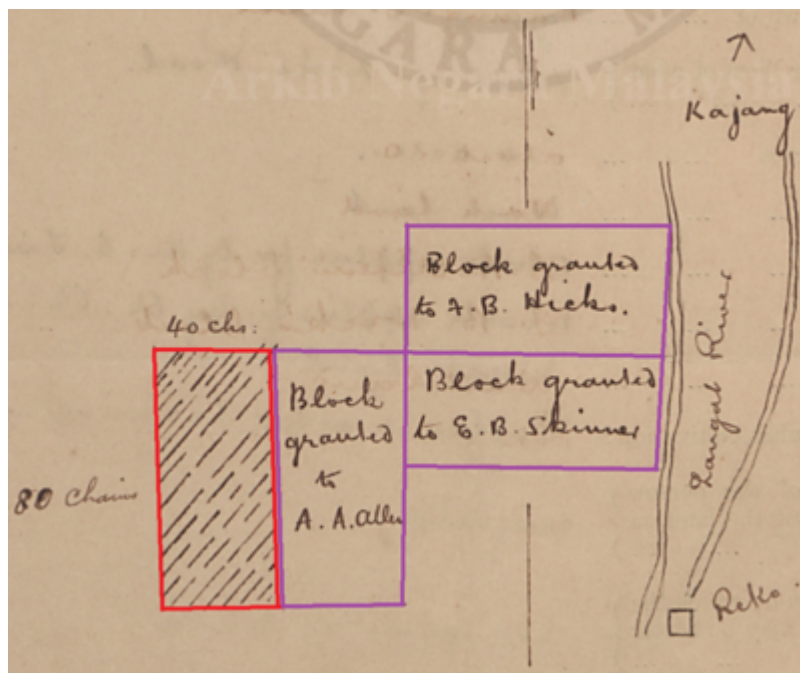 NEGARA M
Arkib Negara Malaysia
Kajang
Block granted
to F.B. Hicks.
40 chs:
Block granted
to E.B. Skinner
Block
granted
to
A. A. Allen
80 Chains
Langat River
Reko.